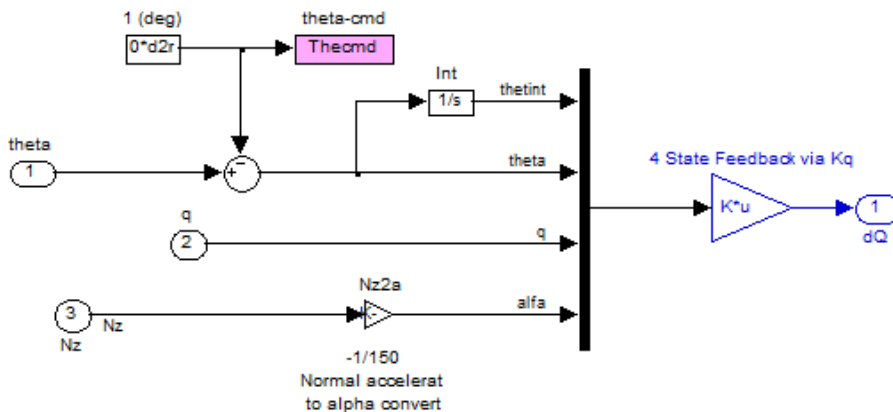 1 (deg)
theta-cmd
0*d2r
Thecmd
Int
1/s
thetint
theta
1
theta
4 State Feedback via Kq
K*u
1
dQ
q
2
q
Nz2a
3
Nz
Nz
alfa
-1/150
Normal accelerat
to alpha convert